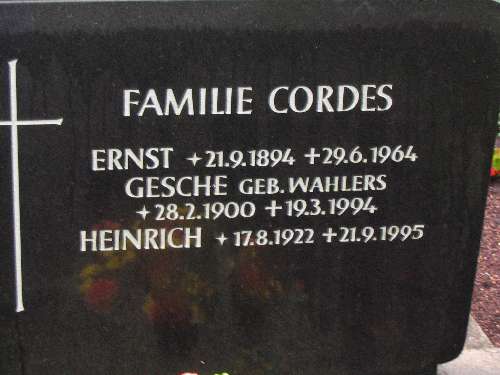 FAMILIE CORDES
ERNST ✦ 21.9.1894 + 29.6.1964
GESCHE GEB. WAHLERS
✦ 28.2.1900 + 19.3.1994
HEINRICH ✦ 17.8.1922 + 21.9.1995